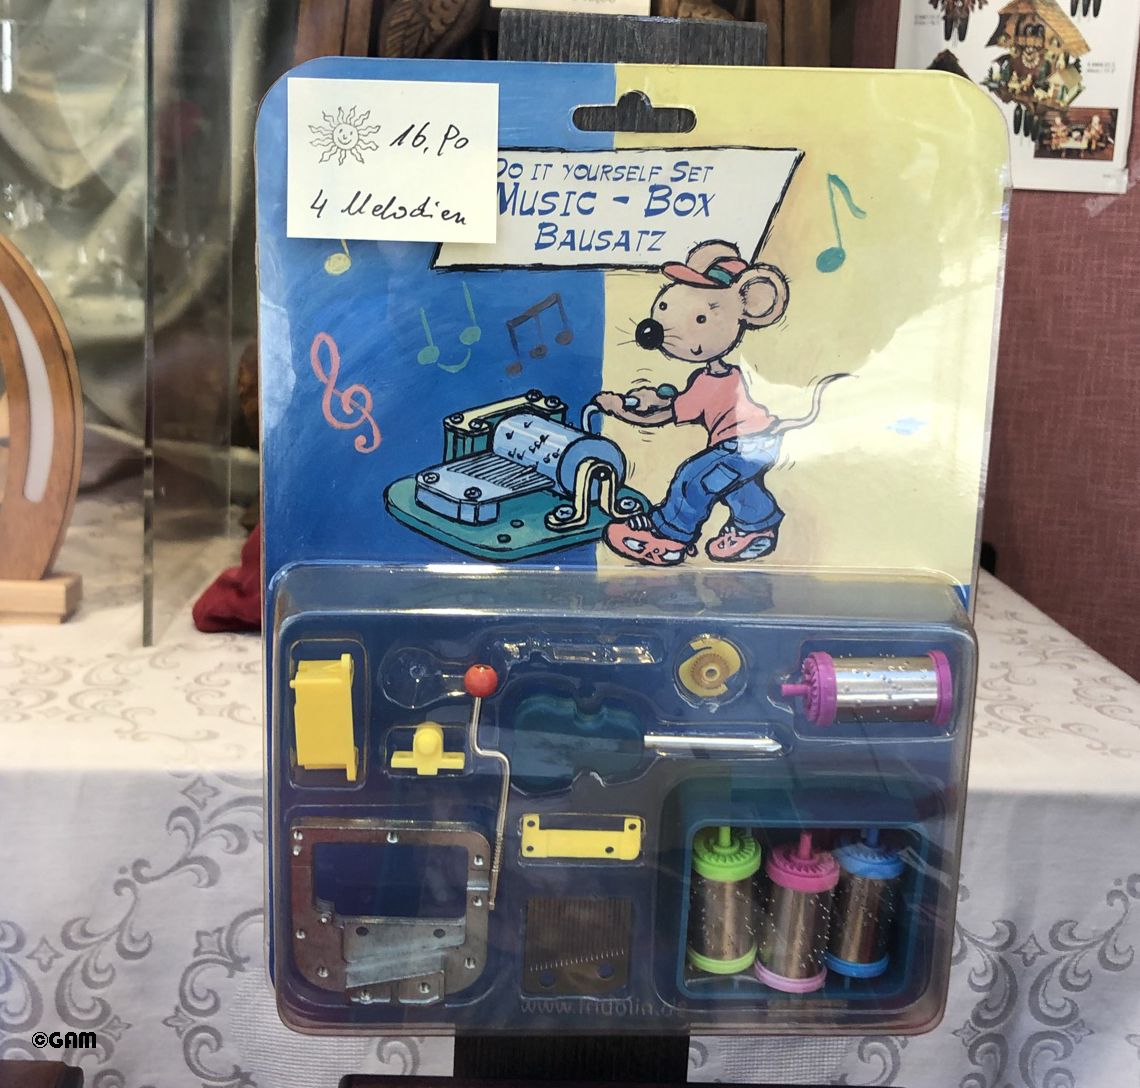 16,90
4 Melodien
DO IT YOURSELF SET
MUSIC - BOX
BAUSATZ
www.fridolin.de
©GAM